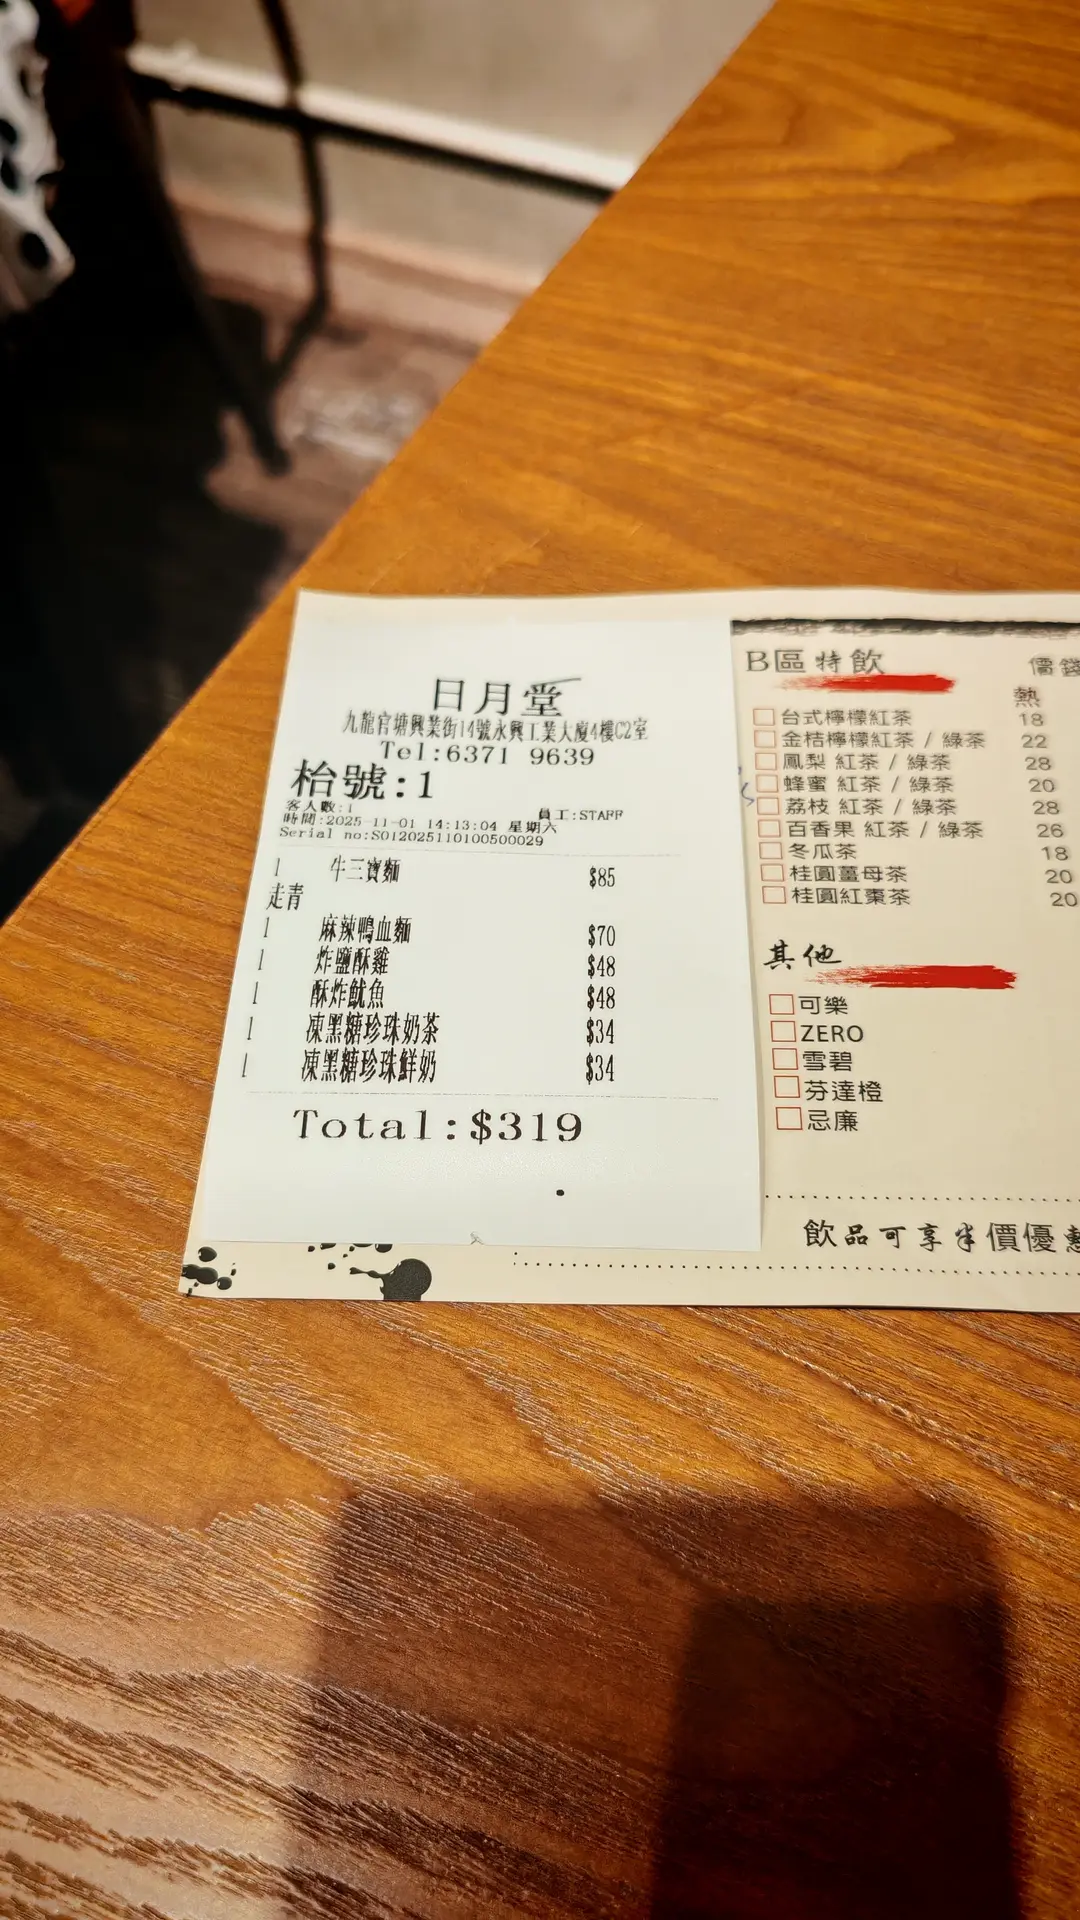 日月堂
九龍官塘興業街14號永興工業大廈4樓C2室
Tel:6371 9639
枱號:1
客人數:1
時間:2025-11-01 14:13:04 星期六 員工:STAFF
Serial no:S012025110100500029
1 牛三寶麵 $85
走青
1 麻辣鴨血麵 $70
1 炸鹽酥雞 $48
1 酥炸魷魚 $48
1 凍黑糖珍珠奶茶 $34
1 凍黑糖珍珠鮮奶 $34
Total:$319
B區特飲 價錢
熱
台式檸檬紅茶 18
金桔檸檬紅茶 / 綠茶 22
鳳梨 紅茶 / 綠茶 28
蜂蜜 紅茶 / 綠茶 20
荔枝 紅茶 / 綠茶 28
百香果 紅茶 / 綠茶 26
冬瓜茶 18
桂圓薑母茶 20
桂圓紅棗茶 20
其他
可樂
ZERO
雪碧
芬達橙
忌廉
飲品可享半價優惠